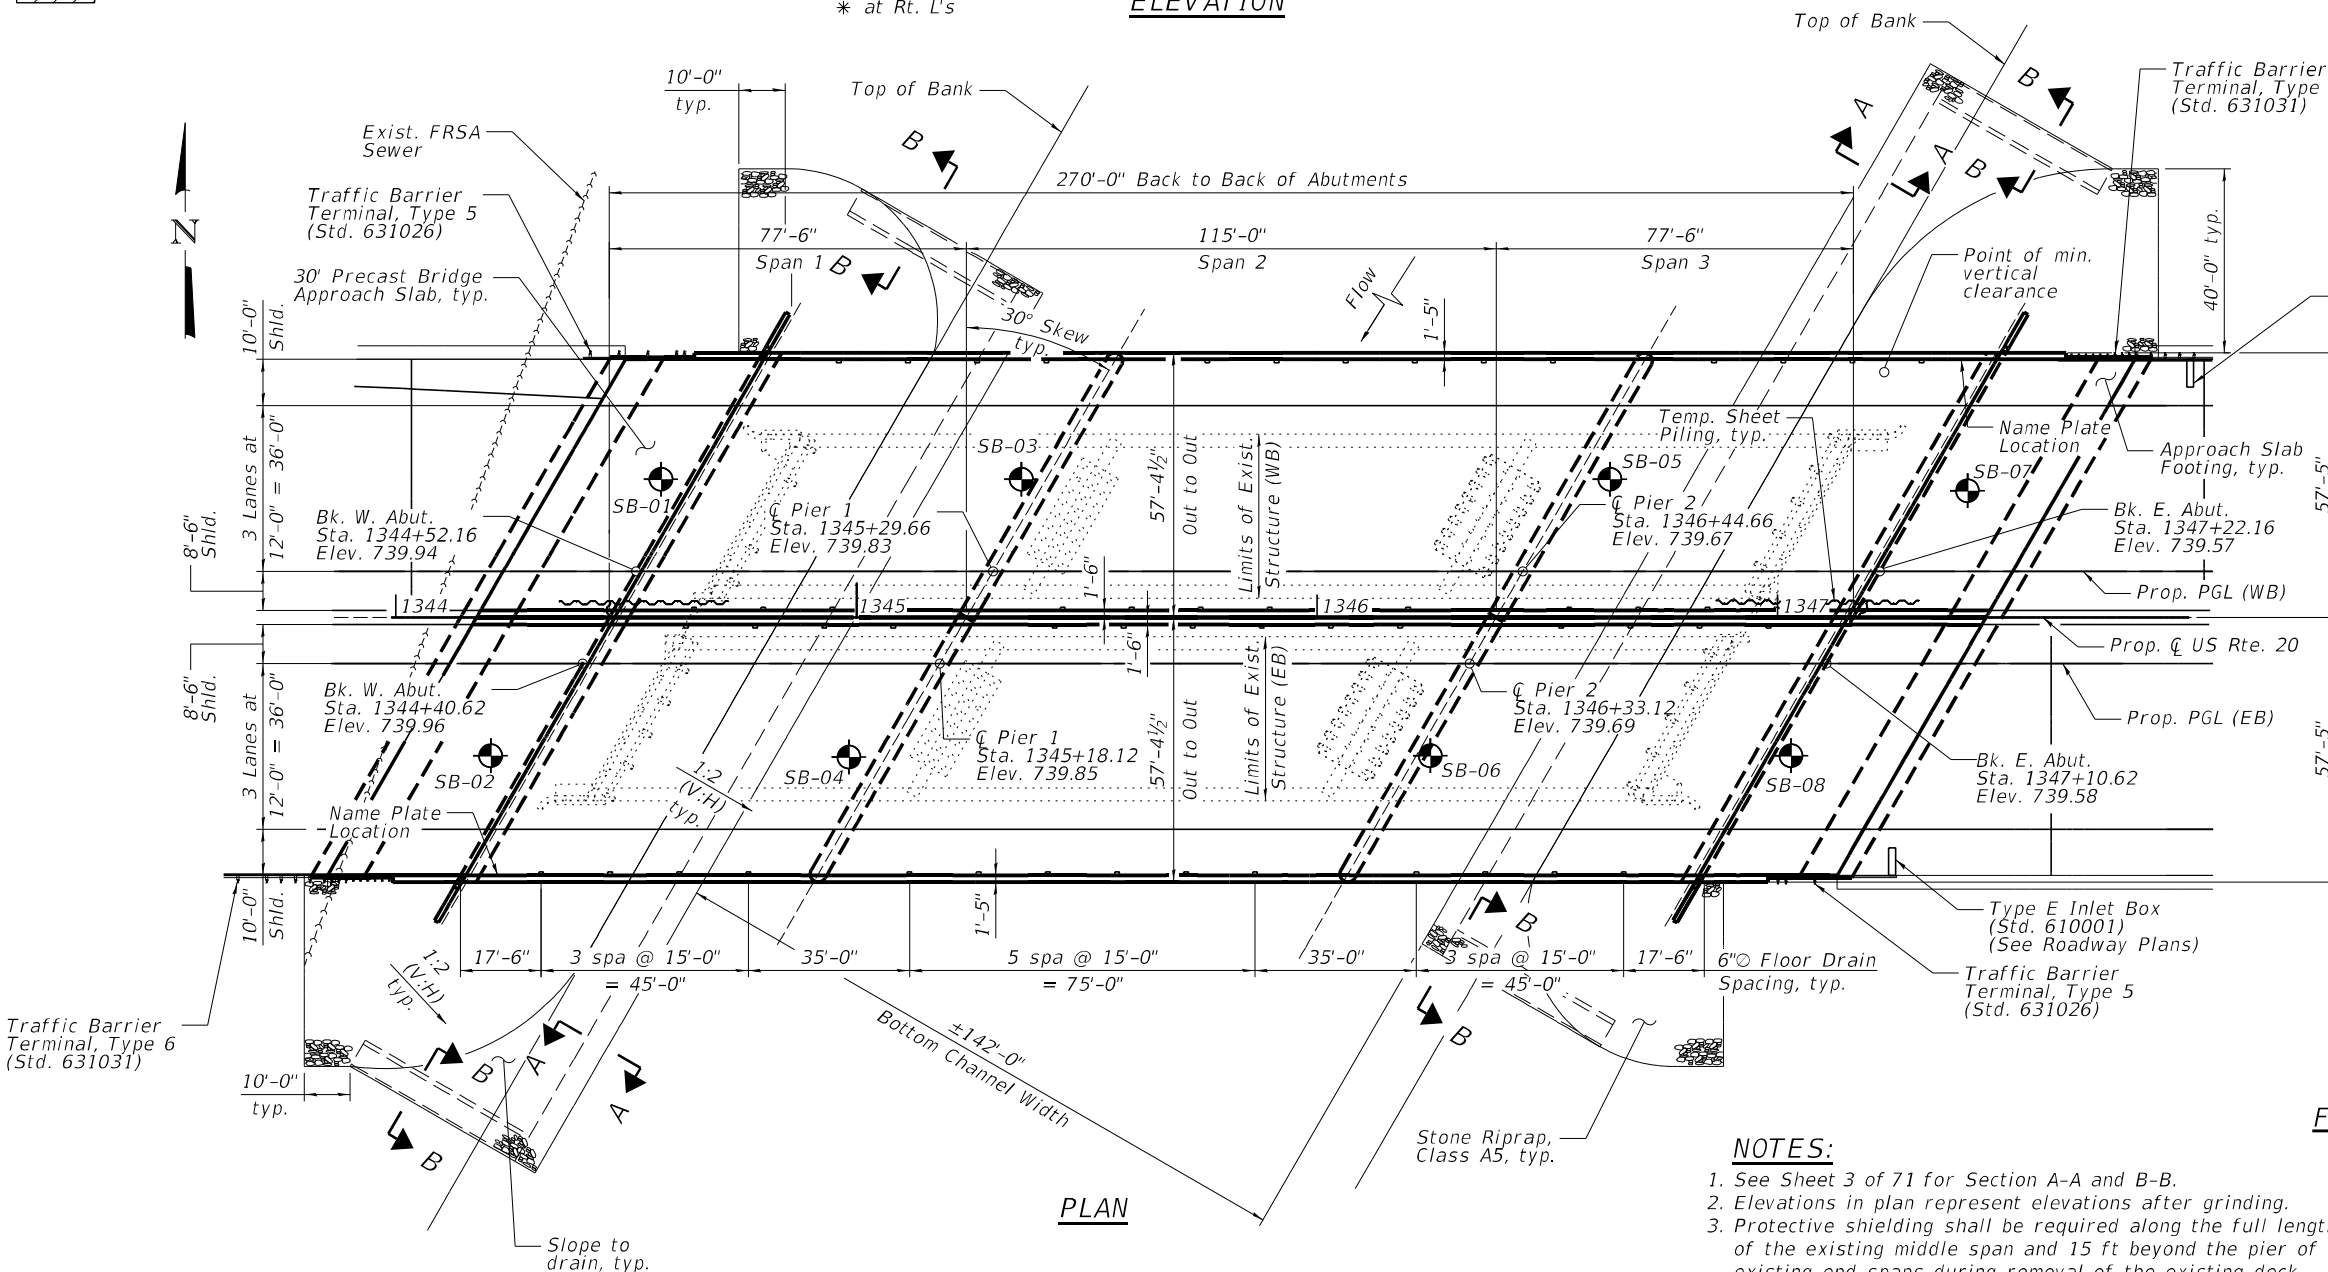 * at Rt. L's
ELEVATION
Top of Bank
10'-0"
typ.
Top of Bank
B
A
Traffic Barrier
Terminal, Type
(Std. 631031)
Exist. FRSA
Sewer
B
A
B
270'-0" Back to Back of Abutments
Traffic Barrier
Terminal, Type 5
(Std. 631026)
N
77'-6"
Span 1
115'-0"
Span 2
77'-6"
Span 3
40'-0" typ.
30' Precast Bridge
Approach Slab, typ.
B
Flow
Point of min.
vertical
clearance
10'-0"
Shld.
30° Skew
typ.
1'-5"
3 Lanes at
12'-0" = 36'-0"
SB-03
57'-4½"
Out to Out
Limits of Exist.
Structure (WB)
Temp. Sheet
Piling, typ.
SB-05
Name Plate
Location
Approach Slab
Footing, typ.
SB-07
57'-5"
SB-01
8'-6"
Shld.
Bk. W. Abut.
Sta. 1344+52.16
Elev. 739.94
℄ Pier 1
Sta. 1345+29.66
Elev. 739.83
℄ Pier 2
Sta. 1346+44.66
Elev. 739.67
Bk. E. Abut.
Sta. 1347+22.16
Elev. 739.57
1'-6"
Prop. PGL (WB)
1344
1345
1346
1347
Prop. ℄ US Rte. 20
1'-6"
8'-6"
Shld.
3 Lanes at
12'-0" = 36'-0"
Bk. W. Abut.
Sta. 1344+40.62
Elev. 739.96
℄ Pier 2
Sta. 1346+33.12
Elev. 739.69
Prop. PGL (EB)
℄ Pier 1
Sta. 1345+18.12
Elev. 739.85
57'-4½"
Out to Out
Limits of Exist.
Structure (EB)
Bk. E. Abut.
Sta. 1347+10.62
Elev. 739.58
57'-5"
SB-02
SB-04
SB-06
SB-08
1:2
(V:H)
typ.
Name Plate
Location
10'-0"
Shld.
1'-5"
B
Type E Inlet Box
(Std. 610001)
(See Roadway Plans)
1:2
(V:H)
typ.
17'-6"
3 spa @ 15'-0"
= 45'-0"
35'-0"
5 spa @ 15'-0"
= 75'-0"
35'-0"
3 spa @ 15'-0"
= 45'-0"
17'-6"
6"∅ Floor Drain
Spacing, typ.
Traffic Barrier
Terminal, Type 5
(Std. 631026)
Traffic Barrier
Terminal, Type 6
(Std. 631031)
±142'-0"
Bottom Channel Width
B
B
A
10'-0"
typ.
A
B
Stone Riprap,
Class A5, typ.
F
PLAN
Slope to
drain, typ.
NOTES:
1. See Sheet 3 of 71 for Section A-A and B-B.
2. Elevations in plan represent elevations after grinding.
3. Protective shielding shall be required along the full length
of the existing middle span and 15 ft beyond the pier of
existing end spans during removal of the existing deck